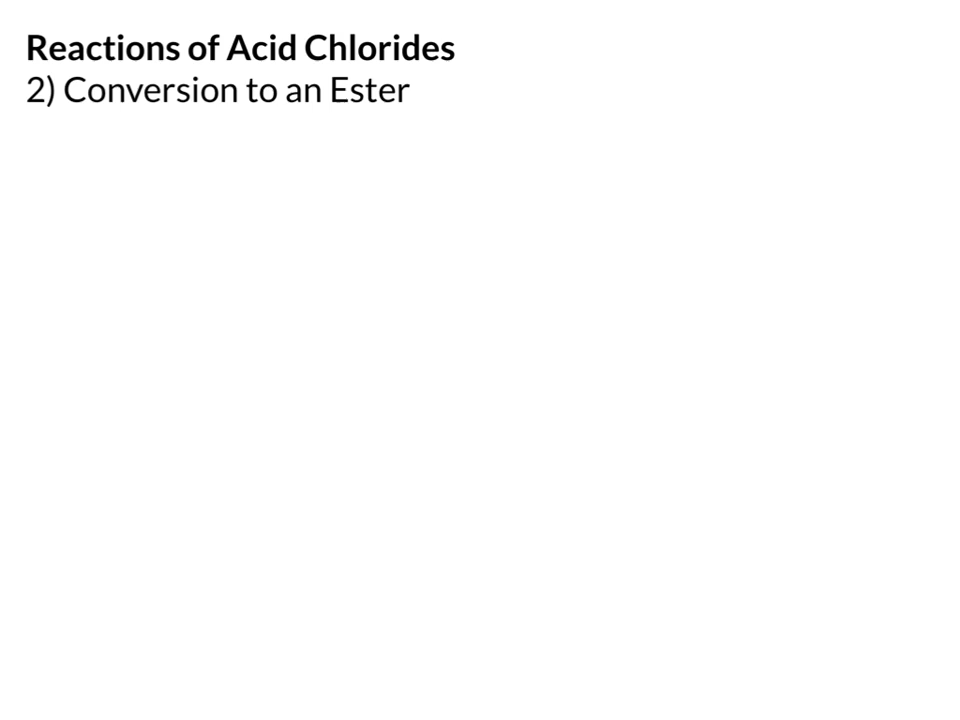 Reactions of Acid Chlorides
2) Conversion to an Ester